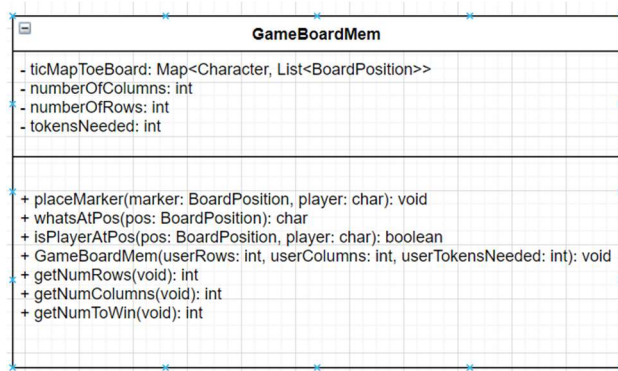 GameBoardMem
- ticMapToeBoard: Map<Character, List<BoardPosition>>
- numberOfColumns: int
- numberOfRows: int
- tokensNeeded: int
+ placeMarker(marker: BoardPosition, player: char): void
+ whatsAtPos(pos: BoardPosition): char
+ isPlayerAtPos(pos: BoardPosition, player: char): boolean
+ GameBoardMem(userRows: int, userColumns: int, userTokensNeeded: int): void
+ getNumRows(void): int
+ getNumColumns(void): int
+ getNumToWin(void): int